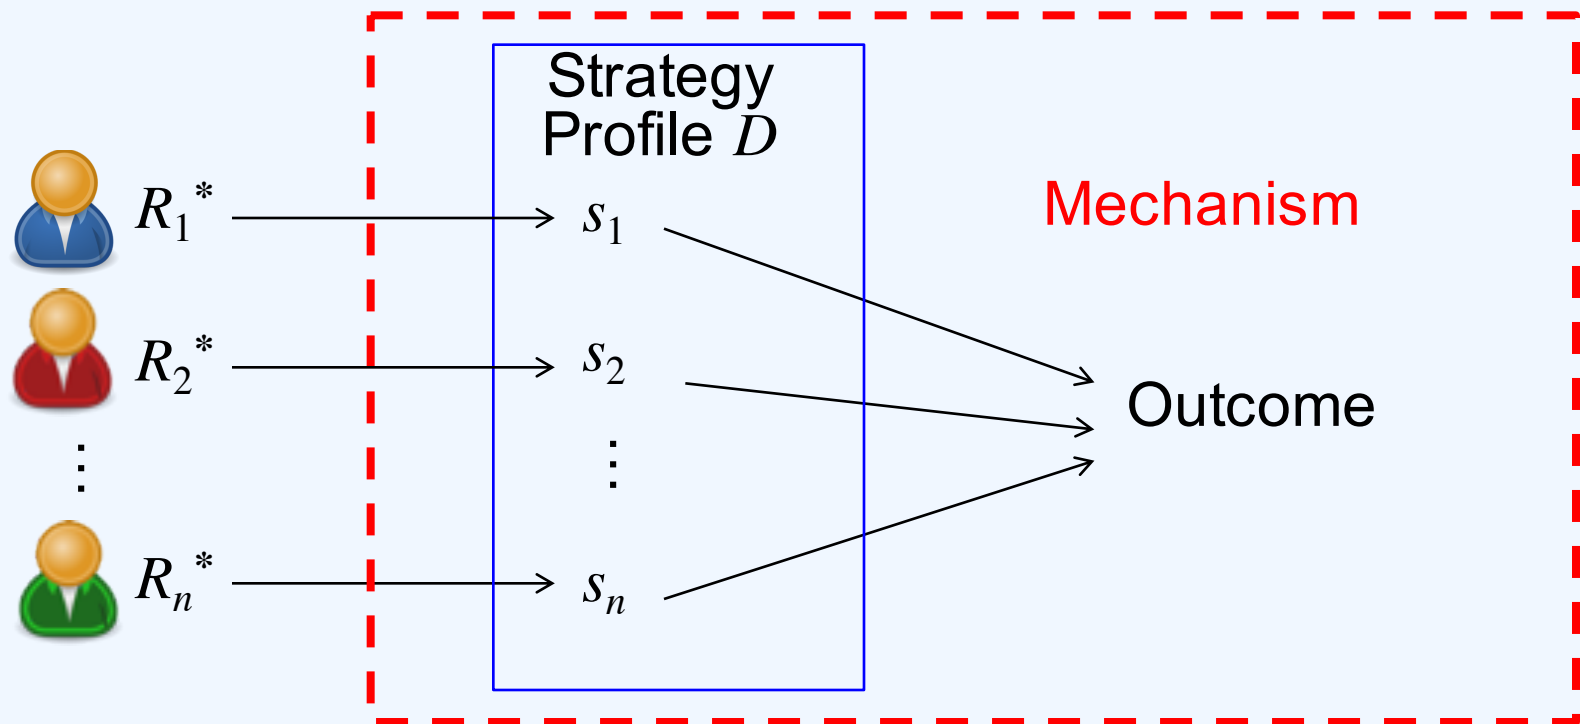 Strategy
Profile D
Mechanism
R₁* s₁
R₂* s₂
Outcome
⋮ ⋮
Rₙ* sₙ